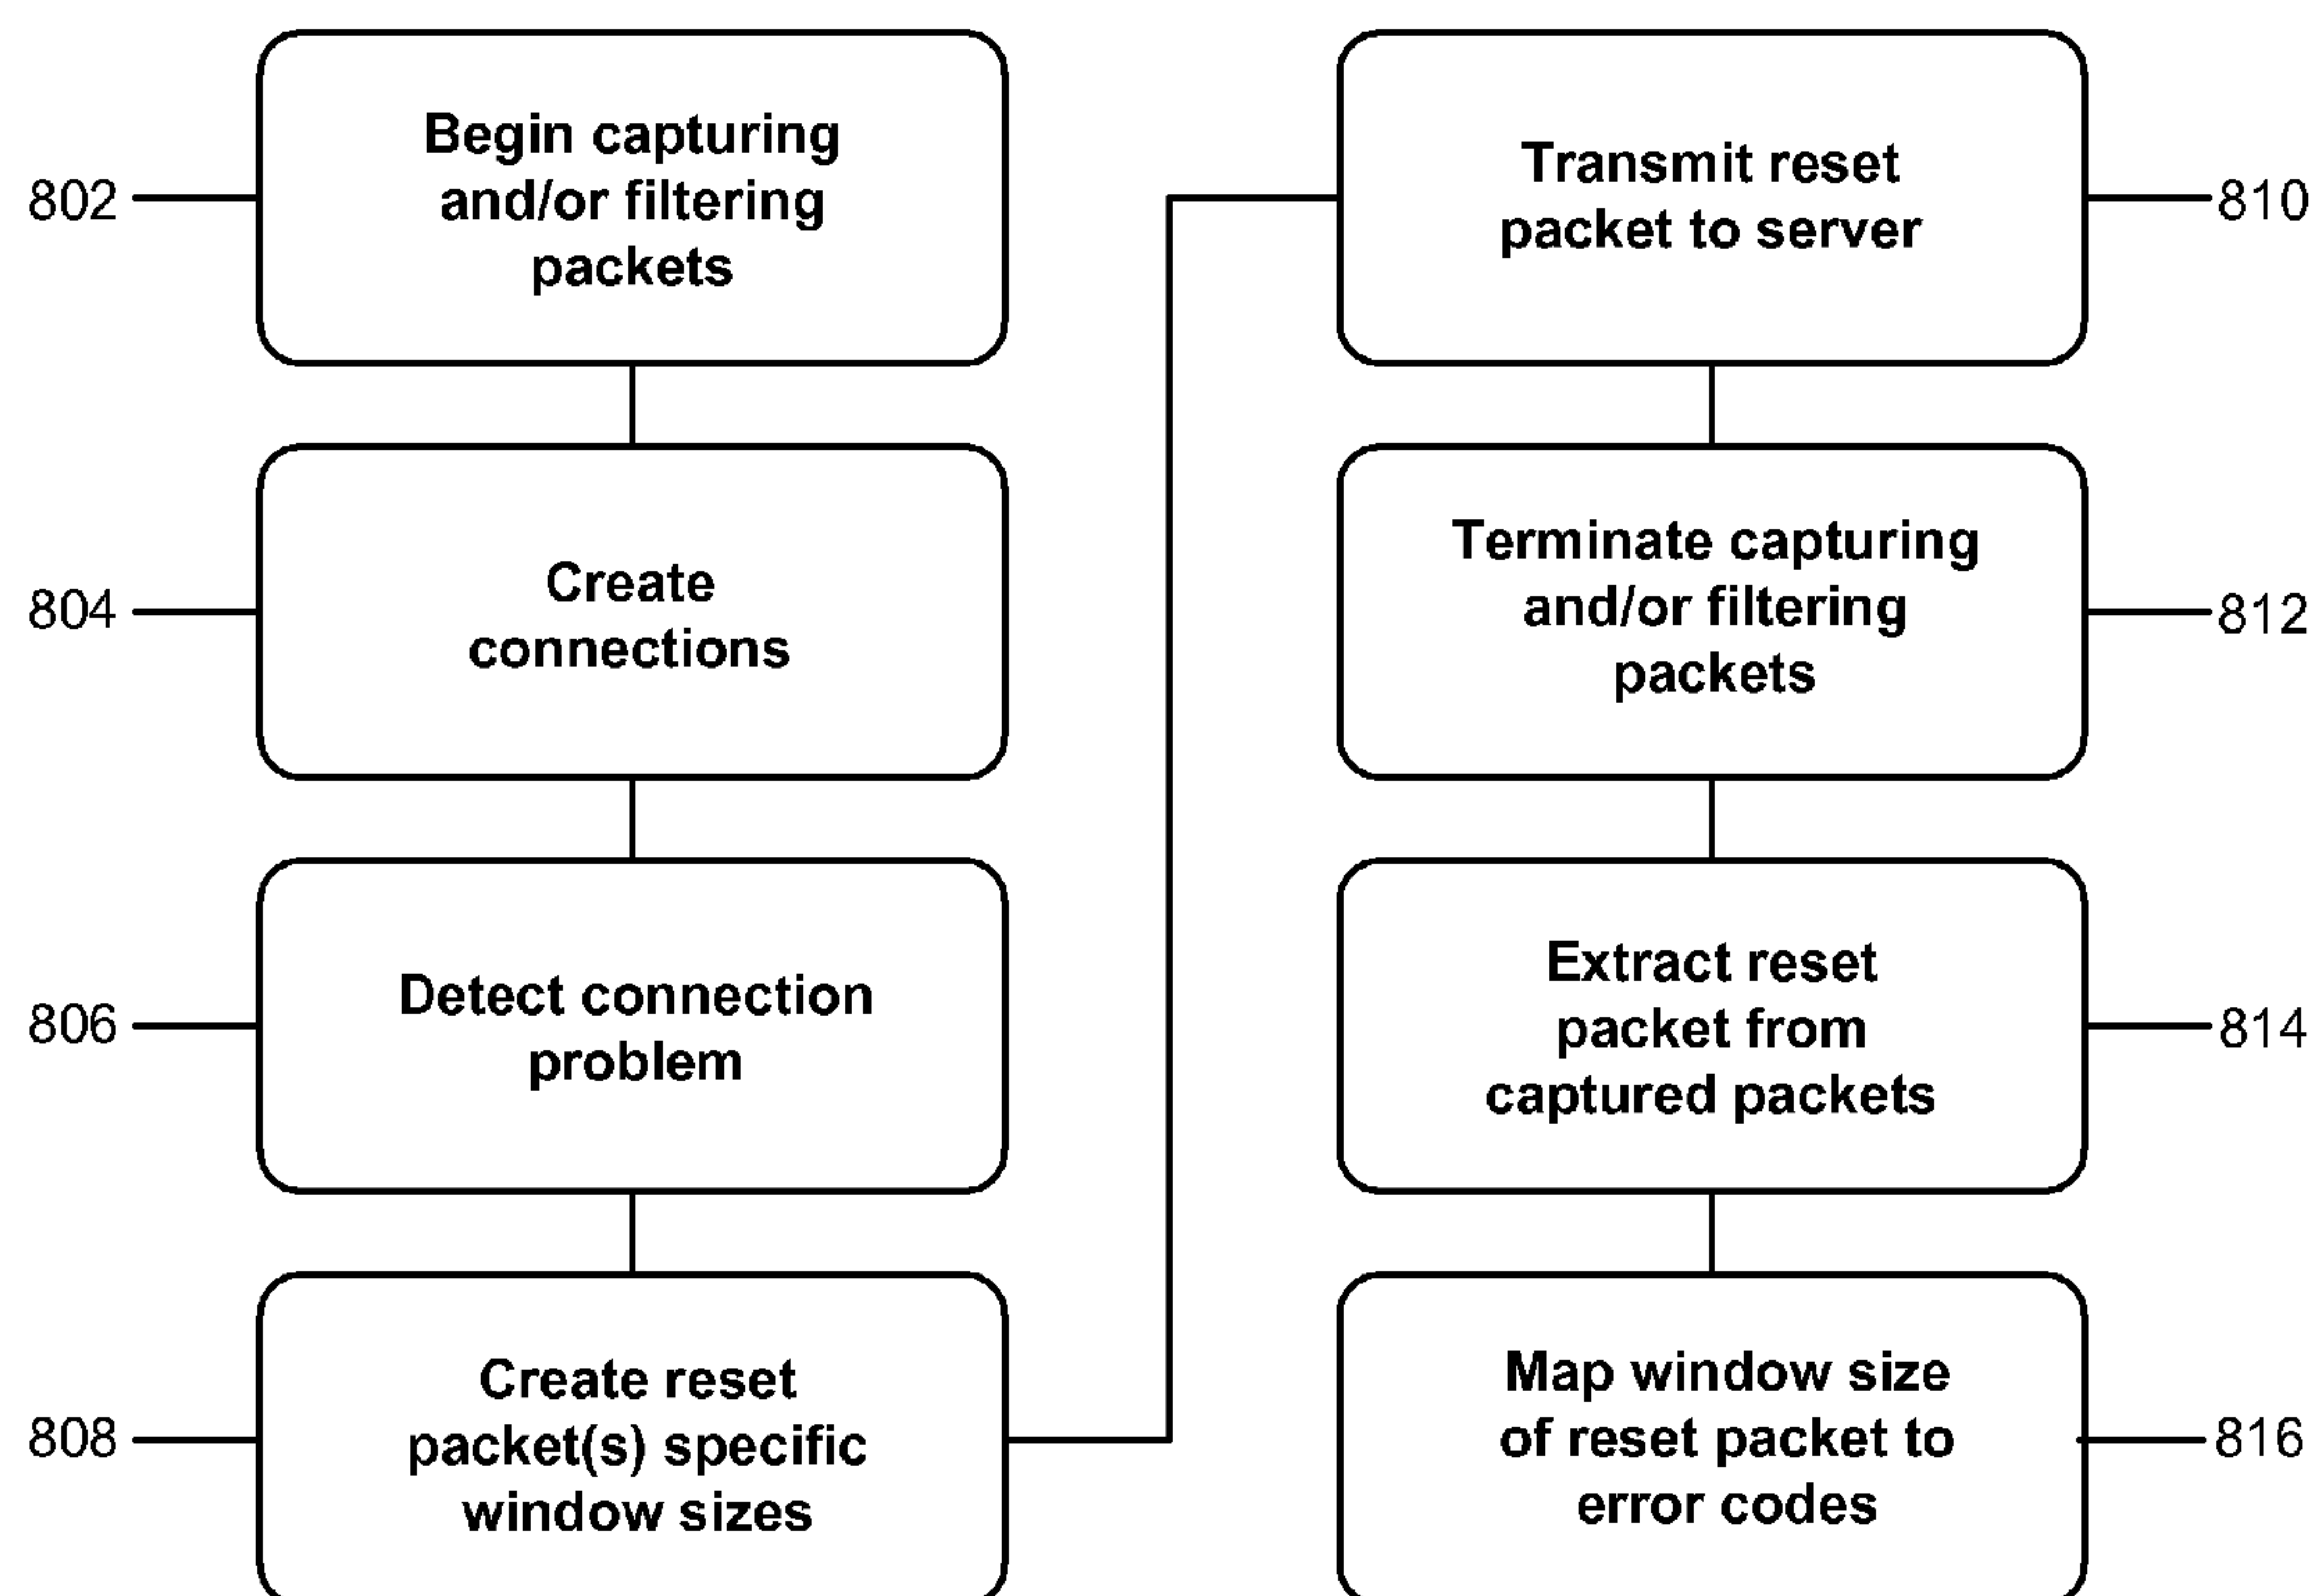 802
Begin capturing
and/or filtering
packets
804
Create
connections
806
Detect connection
problem
808
Create reset
packet(s) specific
window sizes
Transmit reset
packet to server
810
Terminate capturing
and/or filtering
packets
812
Extract reset
packet from
captured packets
814
Map window size
of reset packet to
error codes
816